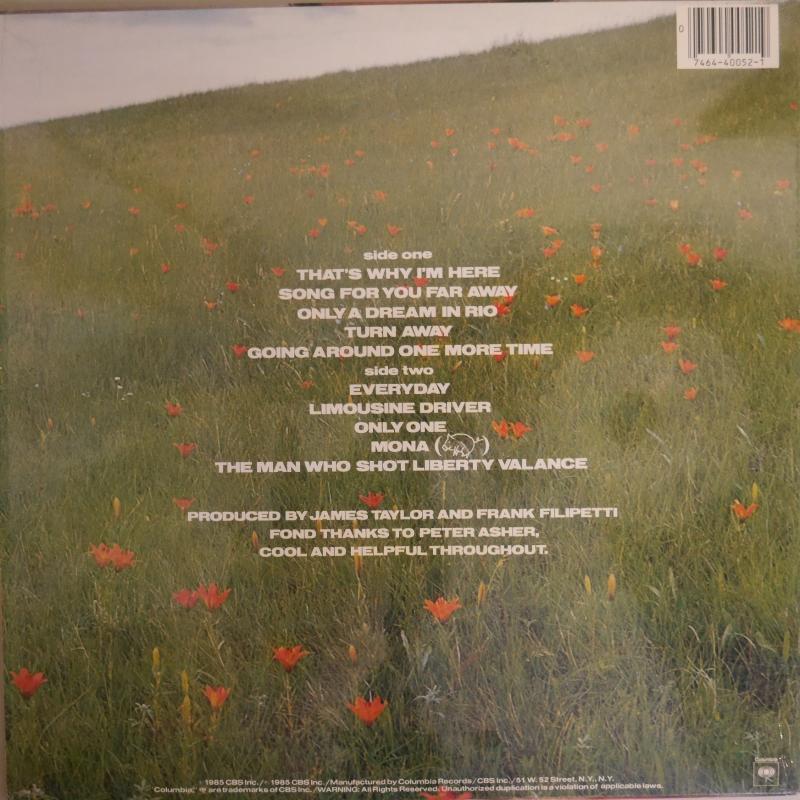 0
7464-40052-1
side one
THAT'S WHY I'M HERE
SONG FOR YOU FAR AWAY
ONLY A DREAM IN RIO
TURN AWAY
GOING AROUND ONE MORE TIME
side two
EVERYDAY
LIMOUSINE DRIVER
ONLY ONE
MONA ( )
THE MAN WHO SHOT LIBERTY VALANCE
PRODUCED BY JAMES TAYLOR AND FRANK FILIPETTI
FOND THANKS TO PETER ASHER,
COOL AND HELPFUL THROUGHOUT.
1985 CBS Inc./ 1985 CBS Inc./Manufactured by Columbia Records/CBS Inc./51 W. 52 Street, N.Y., N.Y.
"Columbia," are trademarks of CBS Inc./WARNING: All Rights Reserved. Unauthorized duplication is a violation of applicable laws.
Columbia